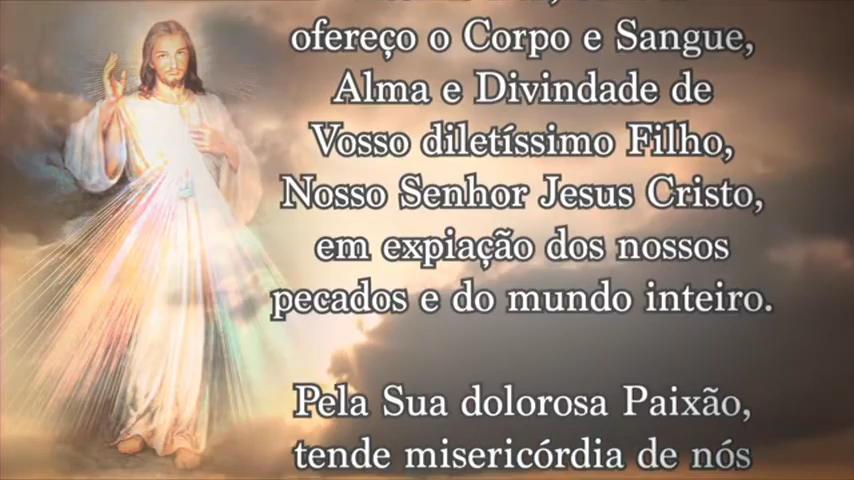 ofereço o Corpo e Sangue,
Alma e Divindade de
Vosso diletíssimo Filho,
Nosso Senhor Jesus Cristo,
em expiação dos nossos
pecados e do mundo inteiro.
Pela Sua dolorosa Paixão,
tende misericórdia de nós